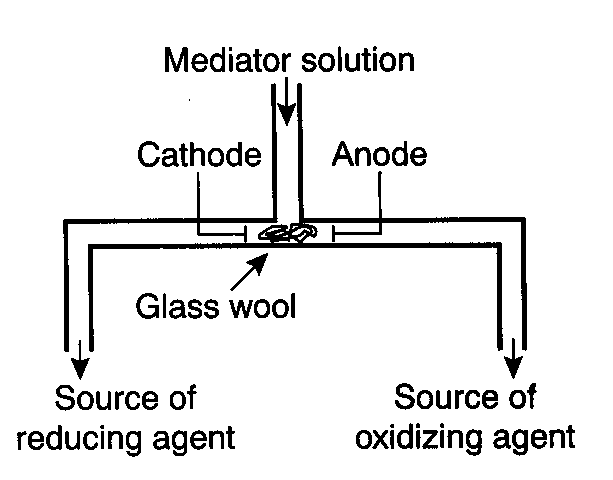 Mediator solution
Cathode
Anode
Glass wool
Source of
reducing agent
Source of
oxidizing agent